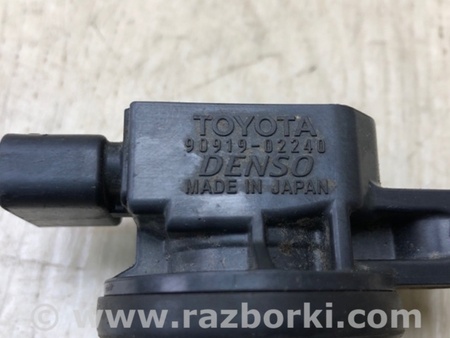 TOYOTA
90919-02240
DENSO
MADE IN JAPAN
© www.razborki.com